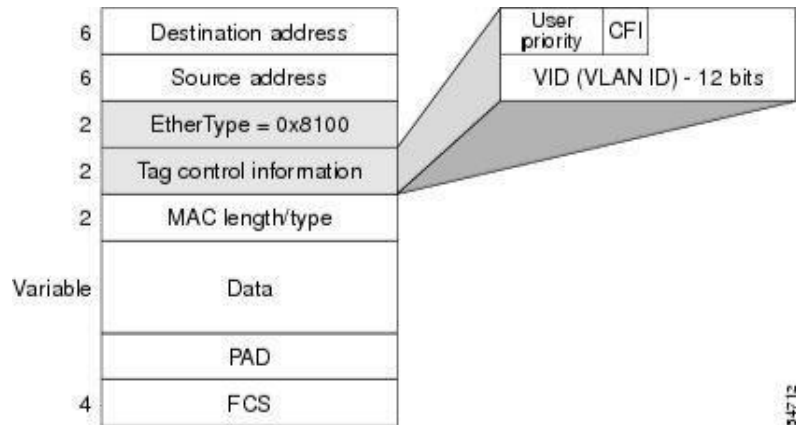 6 Destination address
6 Source address
2 EtherType = 0x8100
2 Tag control information
2 MAC length/type
Variable Data
PAD
4 FCS
User
priority
CFI
VID (VLAN ID) - 12 bits
54712